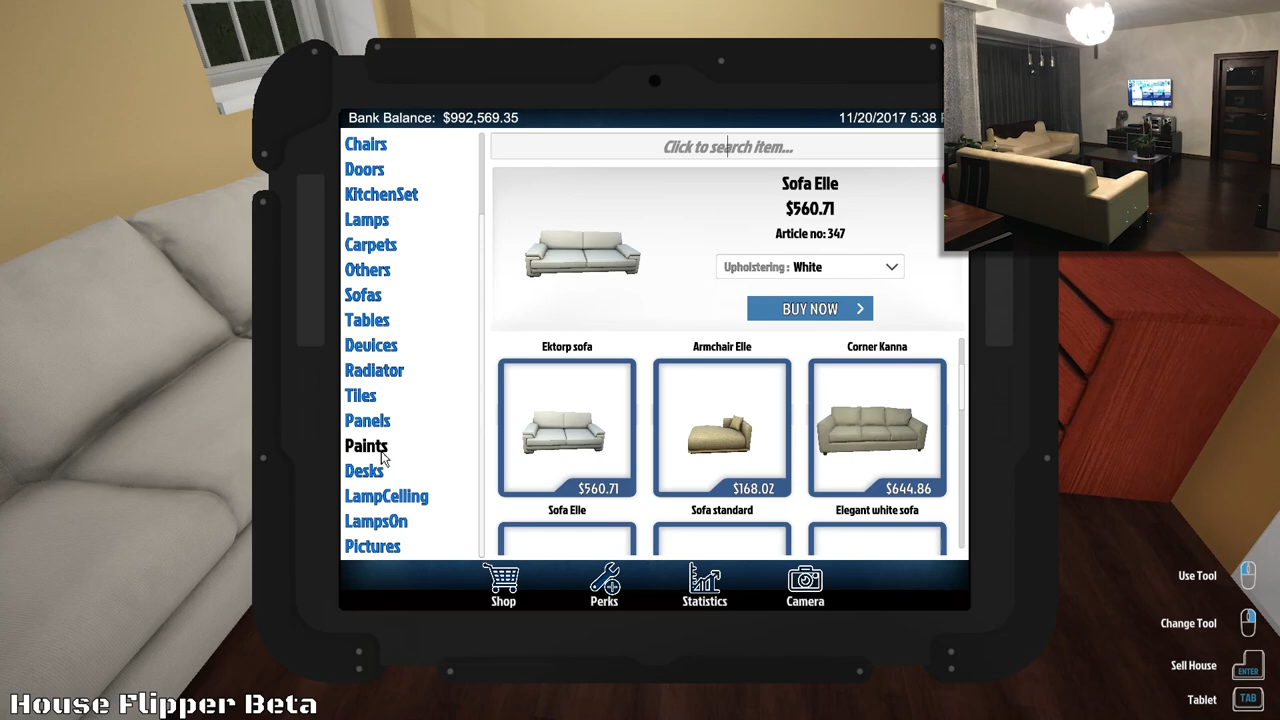 Bank Balance: $992,569.35
11/20/2017 5:38
Chairs
Doors
KitchenSet
Lamps
Carpets
Others
Sofas
Tables
Devices
Radiator
Tiles
Panels
Paints
Desks
LampCelling
LampsOn
Pictures
Click to search item...
Sofa Elle
$560.71
Article no: 347
Upholstering: White
BUY NOW
Ektorp sofa
Armchair Elle
Corner Kanna
$560.71
$168.02
$644.86
Sofa Elle
Sofa standard
Elegant white sofa
Shop
Perks
Statistics
Camera
Use Tool
Change Tool
Sell House
ENTER
Tablet
TAB
House Flipper Beta